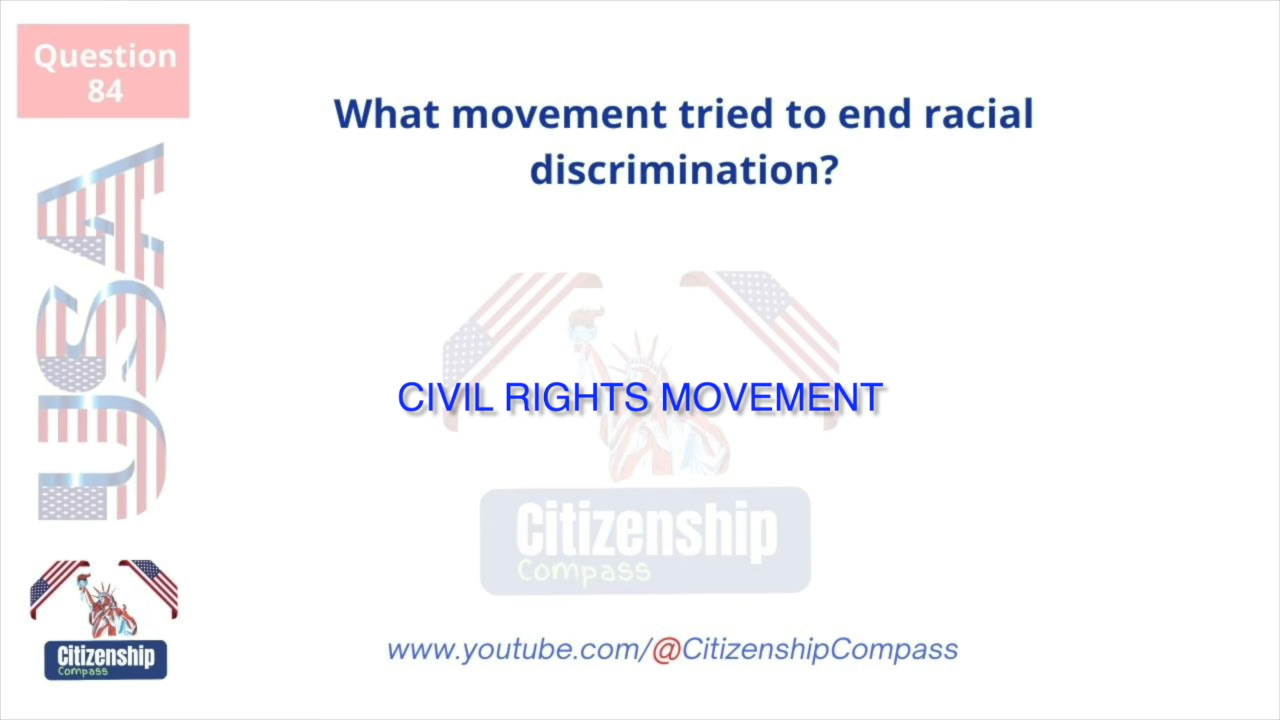 Question
84
What movement tried to end racial
discrimination?
USA
CIVIL RIGHTS MOVEMENT
Citizenship
Compass
Citizenship
Compass
www.youtube.com/@CitizenshipCompass